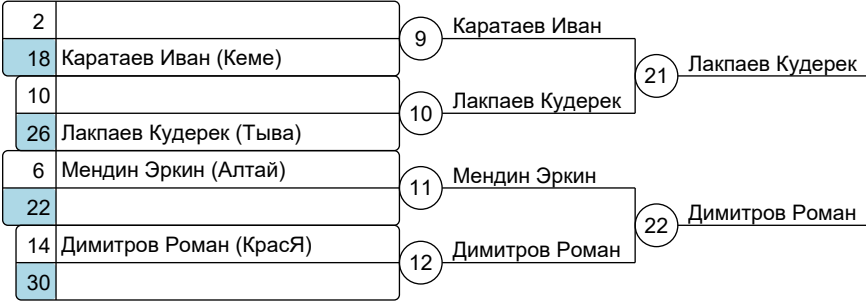 2
18 Каратаев Иван (Кеме)
10
26 Лакпаев Кудерек (Тыва)
6 Мендин Эркин (Алтай)
22
14 Димитров Роман (КрасЯ)
30
9 Каратаев Иван
10 Лакпаев Кудерек
11 Мендин Эркин
12 Димитров Роман
21 Лакпаев Кудерек
22 Димитров Роман